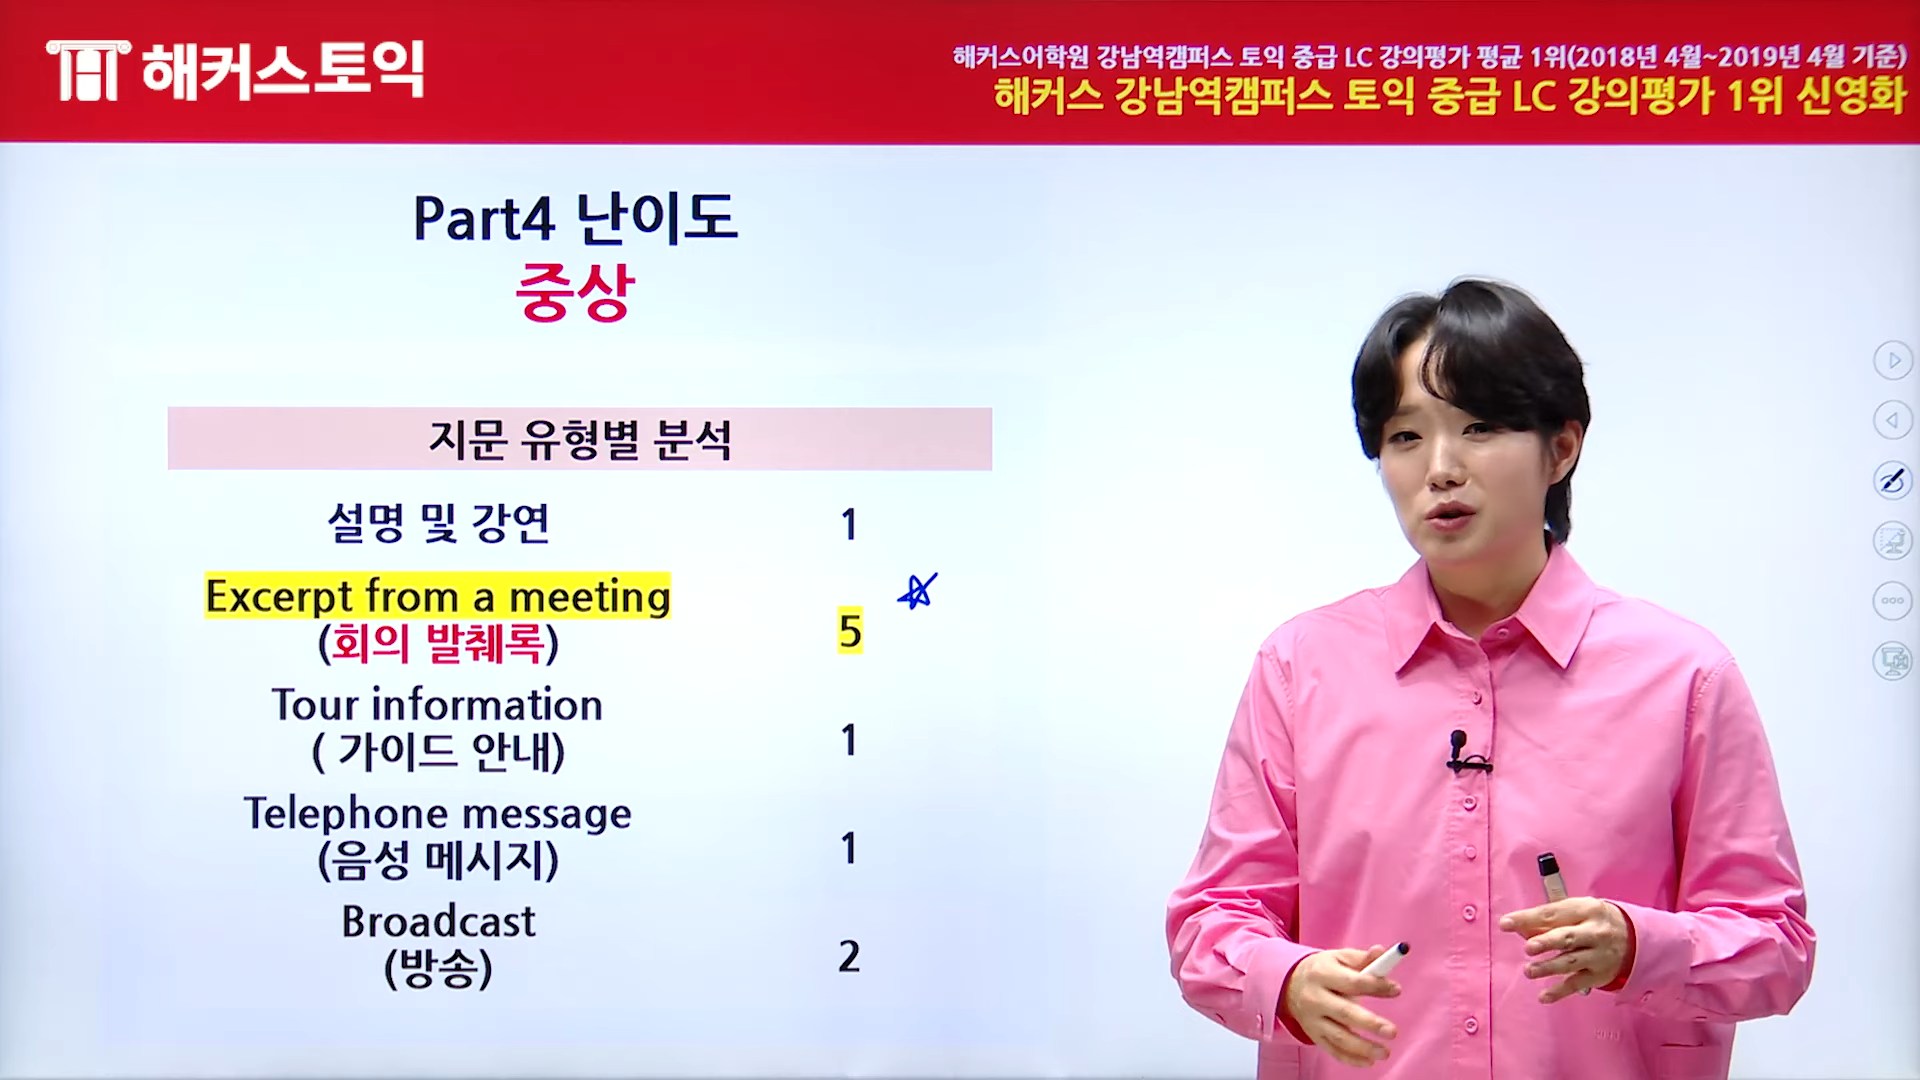 해커스토익
해커스어학원 강남역캠퍼스 토익 중급 LC 강의평가 평균 1위(2018년 4월~2019년 4월 기준)
해커스 강남역캠퍼스 토익 중급 LC 강의평가 1위 신영화
Part4 난이도
중상
지문 유형별 분석
설명 및 강연 1
Excerpt from a meeting
(회의 발췌록) 5
Tour information
( 가이드 안내) 1
Telephone message
(음성 메시지) 1
Broadcast
(방송) 2